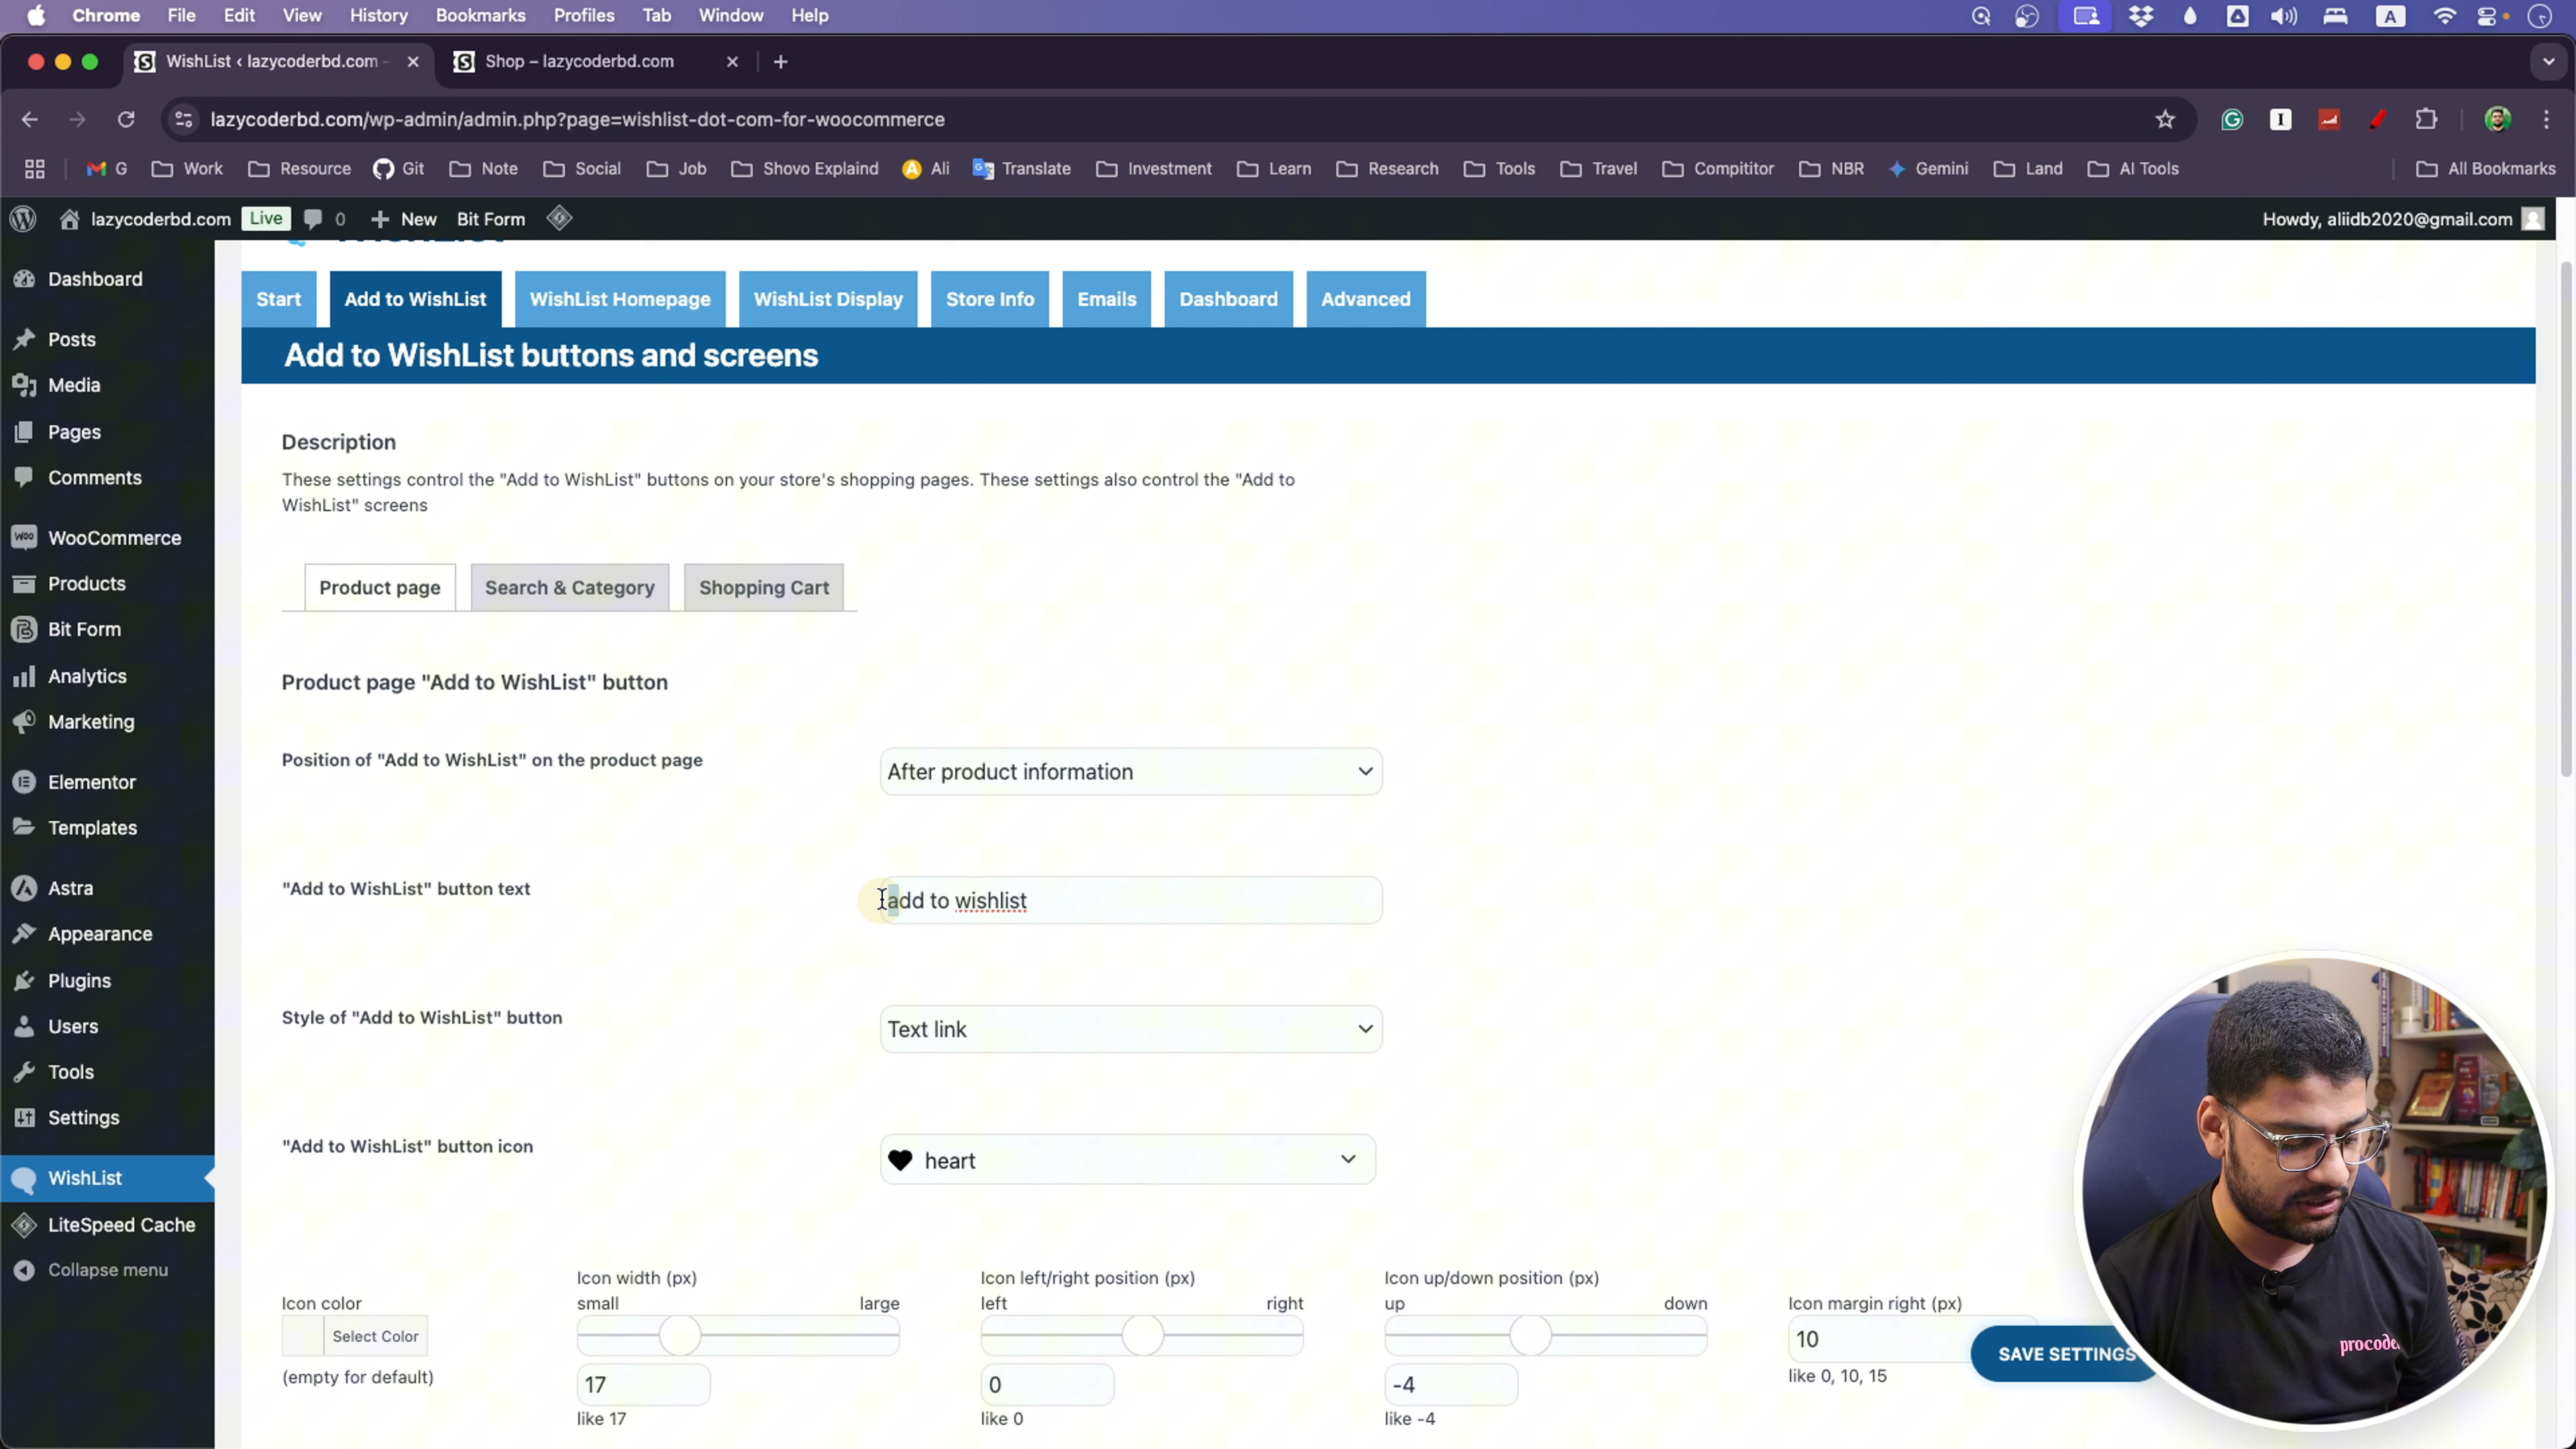 Chrome File Edit View History Bookmarks Profiles Tab Window Help
WishList ‹ lazycoderbd.com
Shop – lazycoderbd.com
lazycoderbd.com/wp-admin/admin.php?page=wishlist-dot-com-for-woocommerce
G Work Resource Git Note Social Job Shovo Explaind Ali Translate Investment Learn Research Tools Travel Compititor NBR Gemini Land AI Tools All Bookmarks
lazycoderbd.com Live 0 New Bit Form Howdy, aliidb2020@gmail.com
Dashboard
Posts
Media
Pages
Comments
WooCommerce
Products
Bit Form
Analytics
Marketing
Elementor
Templates
Astra
Appearance
Plugins
Users
Tools
Settings
WishList
LiteSpeed Cache
Collapse menu
Start Add to WishList WishList Homepage WishList Display Store Info Emails Dashboard Advanced
Add to WishList buttons and screens
Description
These settings control the "Add to WishList" buttons on your store's shopping pages. These settings also control the "Add to
WishList" screens
Product page Search & Category Shopping Cart
Product page "Add to WishList" button
Position of "Add to WishList" on the product page
After product information
"Add to WishList" button text
add to wishlist
Style of "Add to WishList" button
Text link
"Add to WishList" button icon
heart
Icon color
Select Color
(empty for default)
Icon width (px)
small large
17
like 17
Icon left/right position (px)
left right
0
like 0
Icon up/down position (px)
up down
-4
like -4
Icon margin right (px)
10
like 0, 10, 15
SAVE SETTINGS
procode